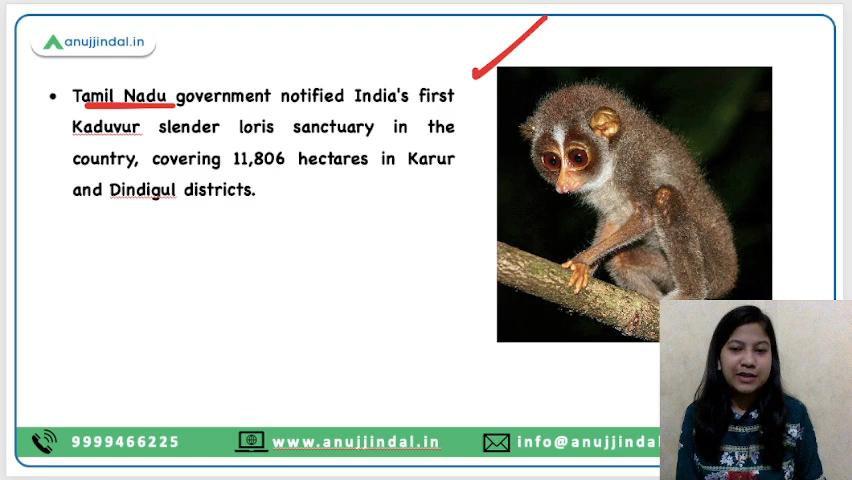 anujjindal.in
• Tamil Nadu government notified India's first
Kaduvur slender loris sanctuary in the
country, covering 11,806 hectares in Karur
and Dindigul districts.
9999466225
www.anujjindal.in
info@anujjindal